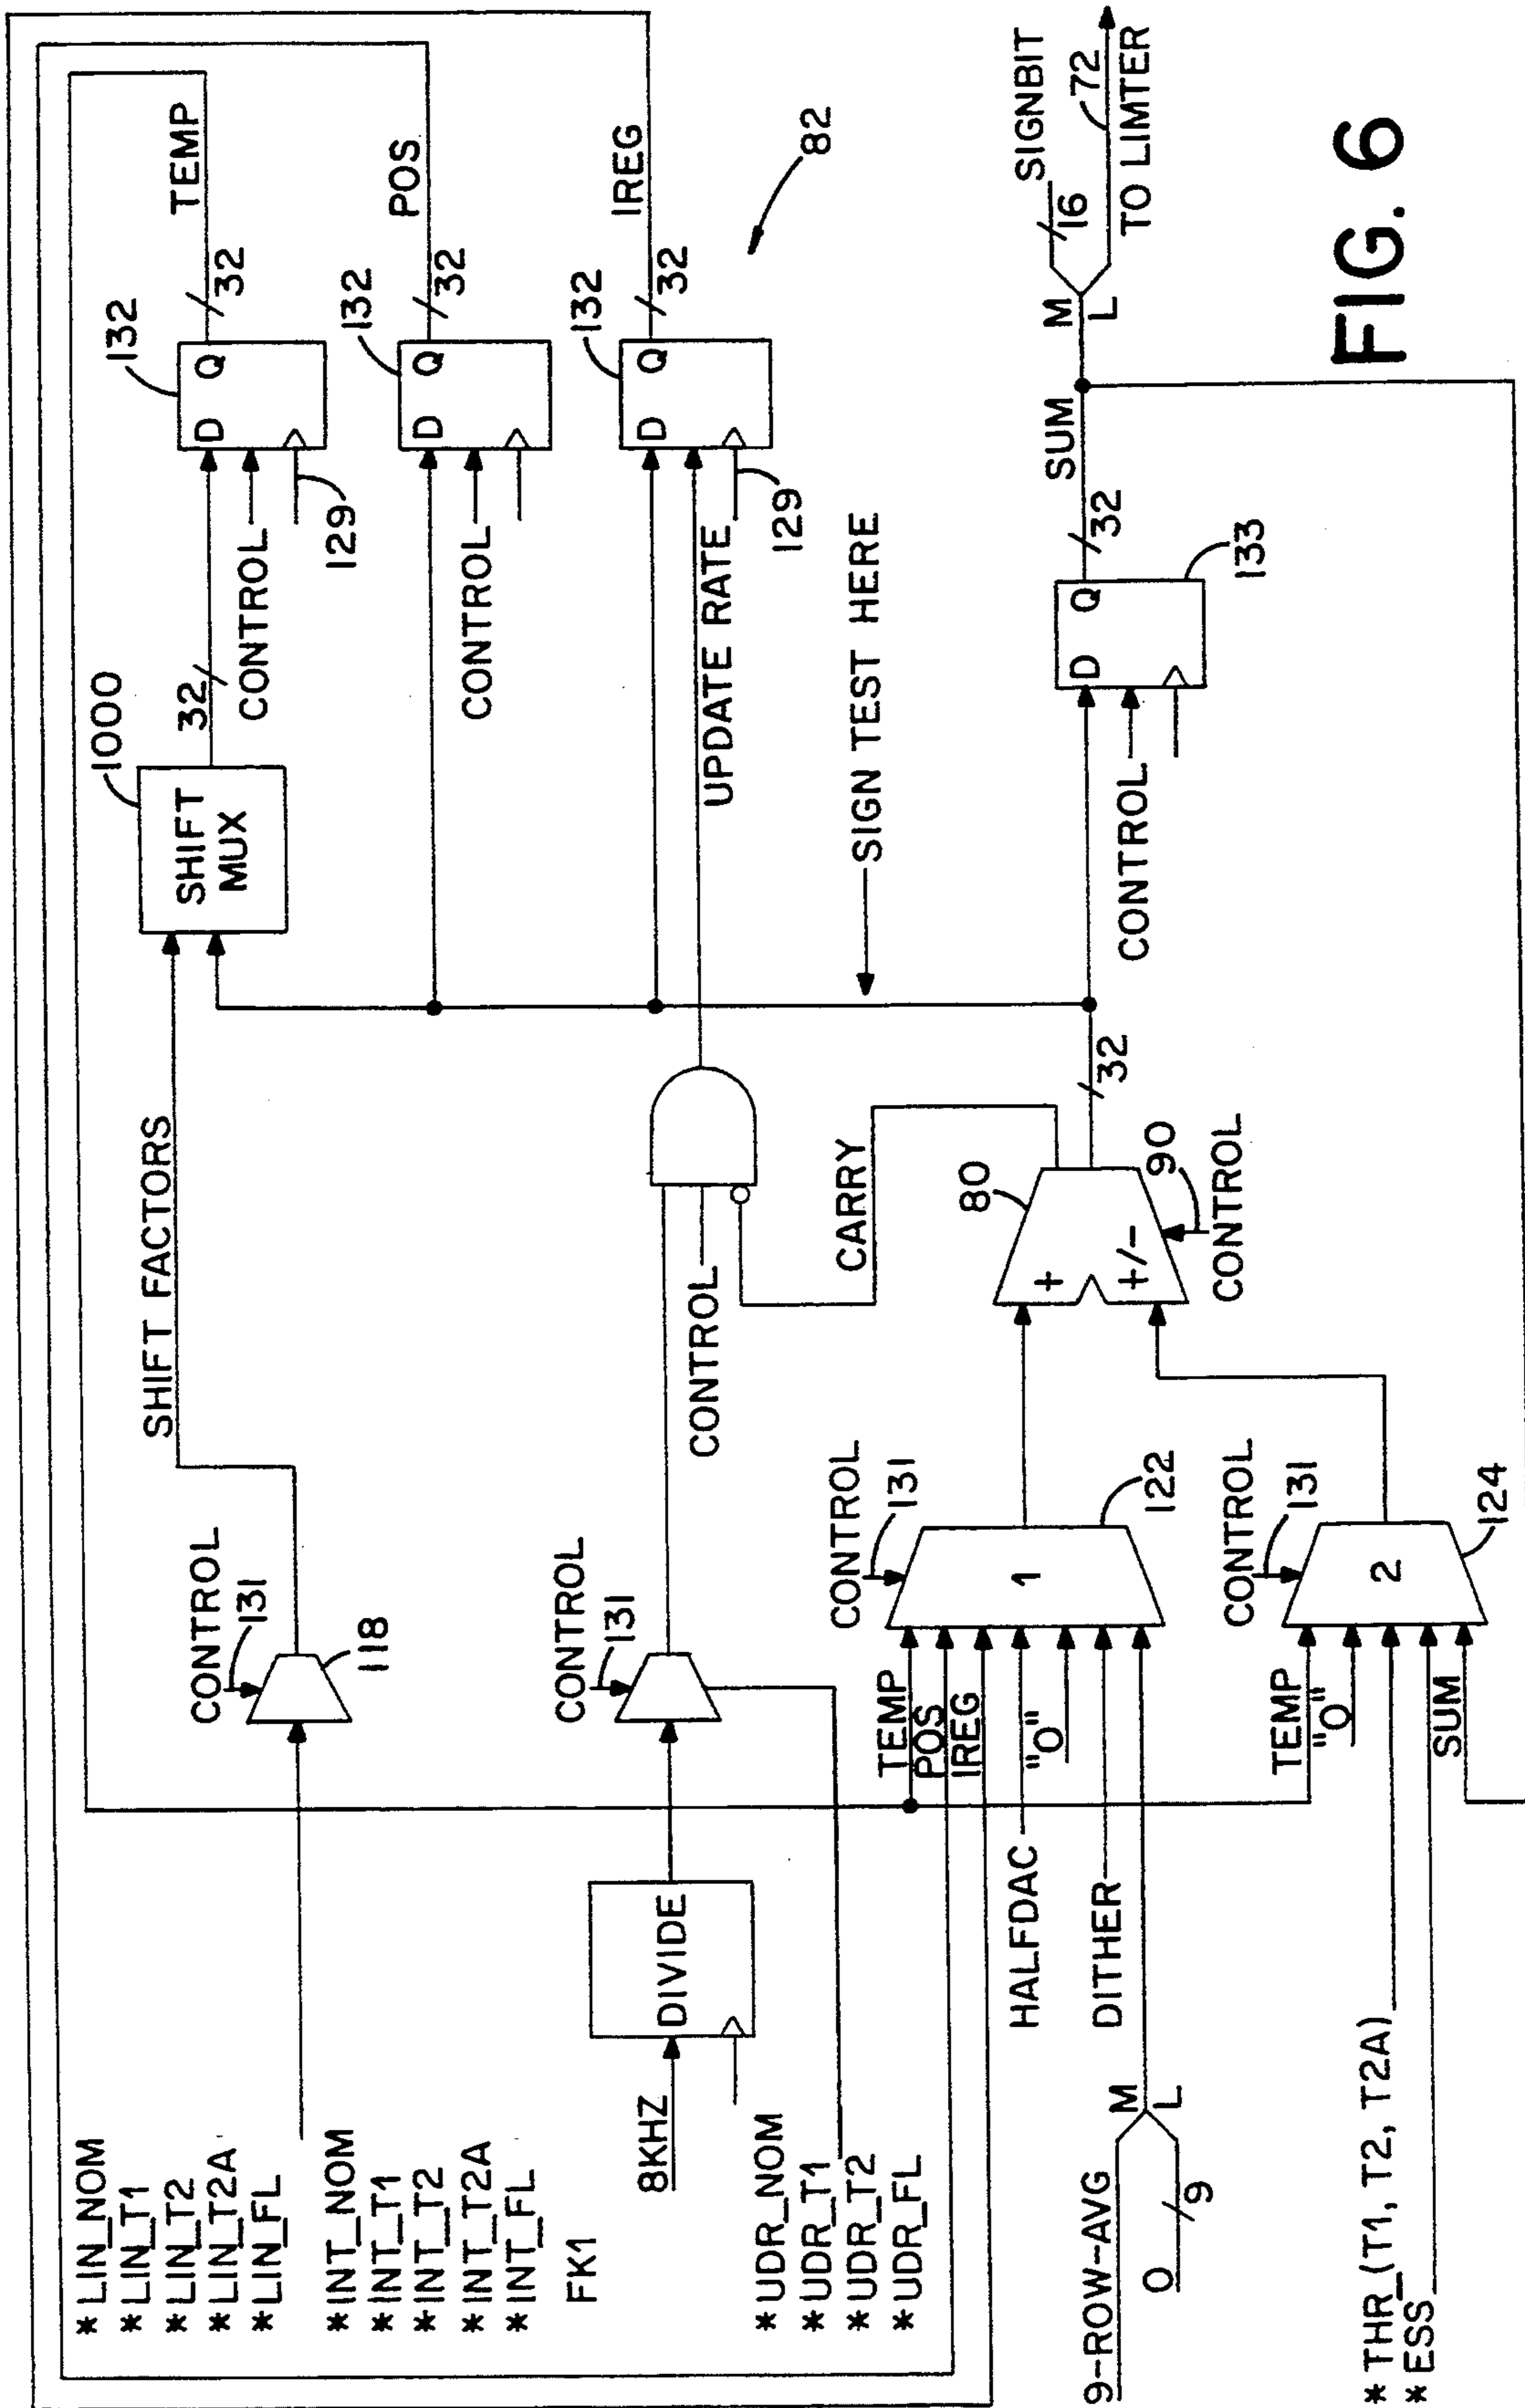 *LIN_NOM
*LIN_T1
*LIN_T2
*LIN_T2A
*LIN_FL
*INT_NOM
*INT_T1
*INT_T2
*INT_T2A
*INT_FL
FK1
8KHZ
DIVIDE
*UDR_NOM
*UDR_T1
*UDR_T2
*UDR_FL
9-ROW-AVG
M
L
0
9
*THR_(T1, T2, T2A)
*ESS
CONTROL
131
118
SHIFT FACTORS
CONTROL
131
CONTROL
TEMP
POS
IREG
HALFDAC
"0"
DITHER
CONTROL
131
1
122
TEMP
"0"
SUM
CONTROL
131
2
124
CARRY
80
+
+/-
90
CONTROL
32
1000
SHIFT
MUX
32
CONTROL
129
132
D Q
32
TEMP
CONTROL
132
D Q
32
POS
UPDATE RATE
129
132
D Q
32
IREG
82
SIGN TEST HERE
CONTROL
D Q
133
32
SUM
M
L
16
SIGNBIT
72
TO LIMTER
FIG. 6